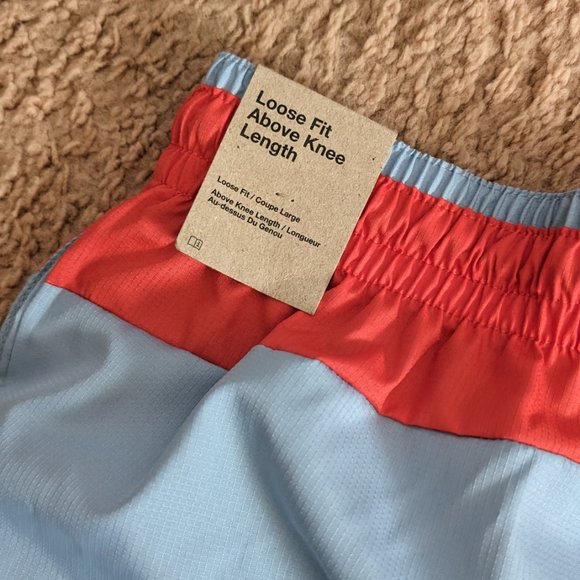 Loose Fit
Above Knee
Length
Loose Fit / Coupe Large
Above Knee Length / Longueur
Au-dessus Du Genou